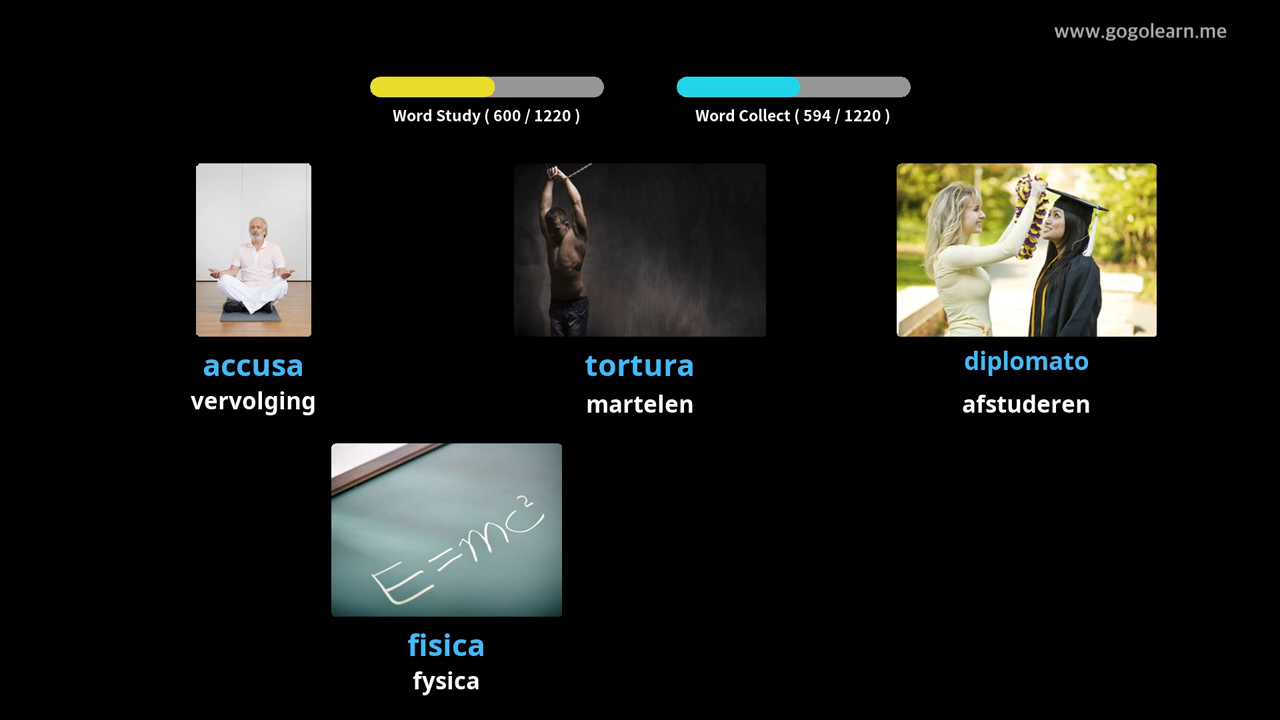 www.gogolearn.me
Word Study ( 600 / 1220 )
Word Collect ( 594 / 1220 )
accusa
vervolging
tortura
martelen
diplomato
afstuderen
E=mc²
fisica
fysica